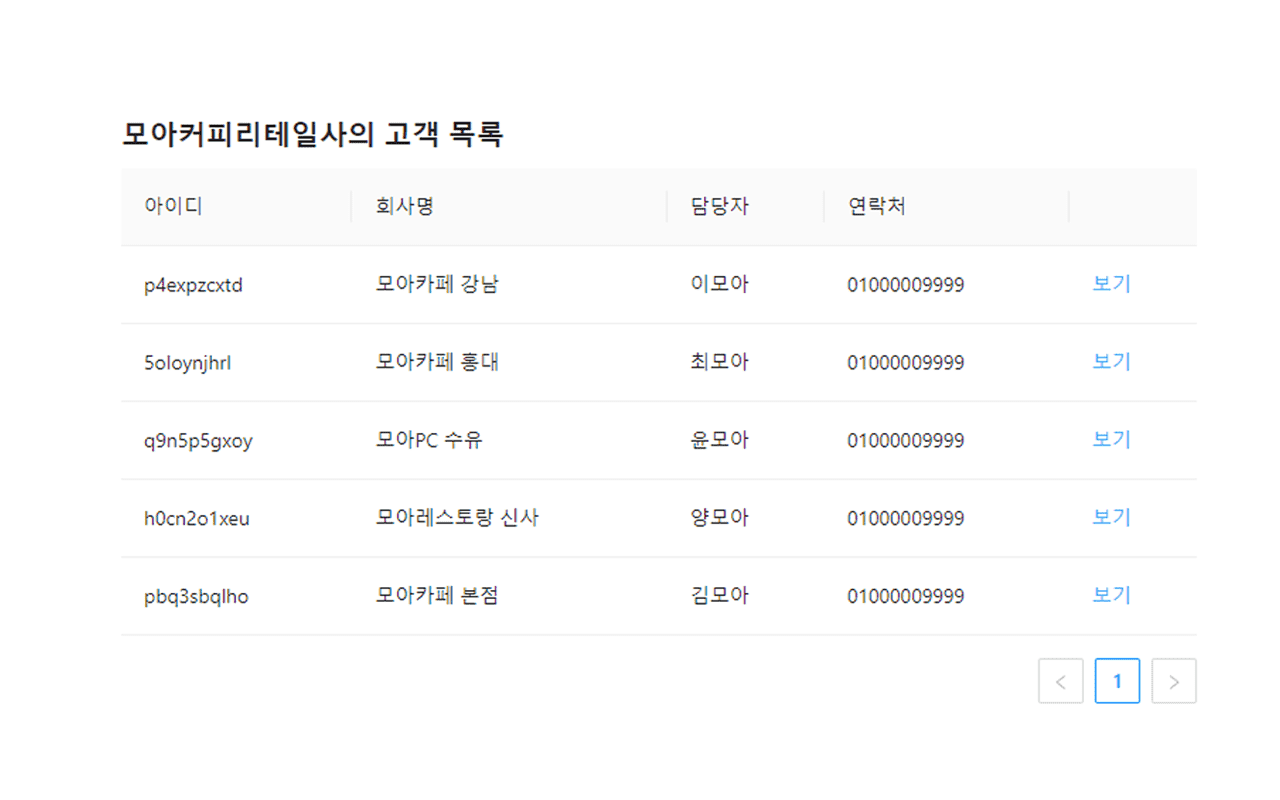 모아커피리테일사의 고객 목록
아이디 회사명 담당자 연락처
p4expzcxtd 모아카페 강남 이모아 01000009999 보기
5oloynjhrl 모아카페 홍대 최모아 01000009999 보기
q9n5p5gxoy 모아PC 수유 윤모아 01000009999 보기
h0cn2o1xeu 모아레스토랑 신사 양모아 01000009999 보기
pbq3sbqlho 모아카페 본점 김모아 01000009999 보기
< 1 >